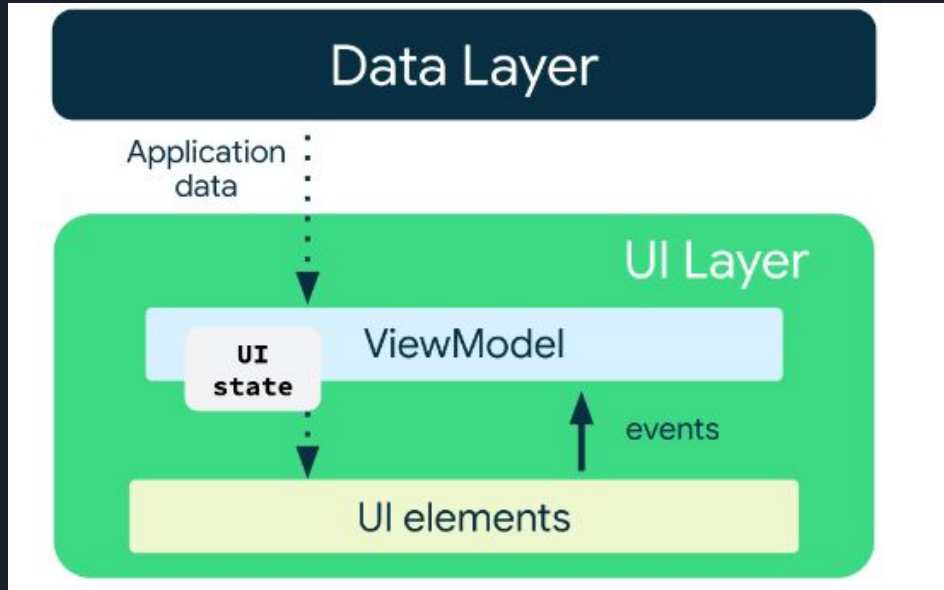 Data Layer
Application
data
UI Layer
ViewModel
UI
state
events
UI elements